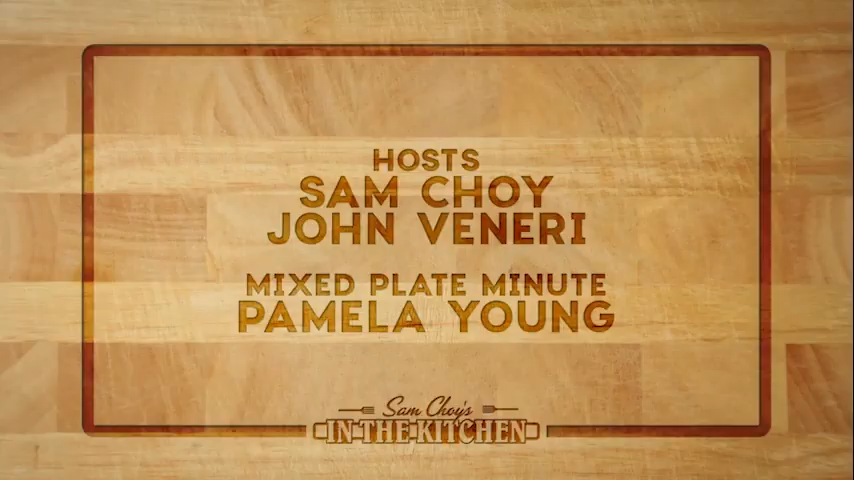 HOSTS
SAM CHOY
JOHN VENERI
MIXED PLATE MINUTE
PAMELA YOUNG
Sam Choy's
IN THE KITCHEN